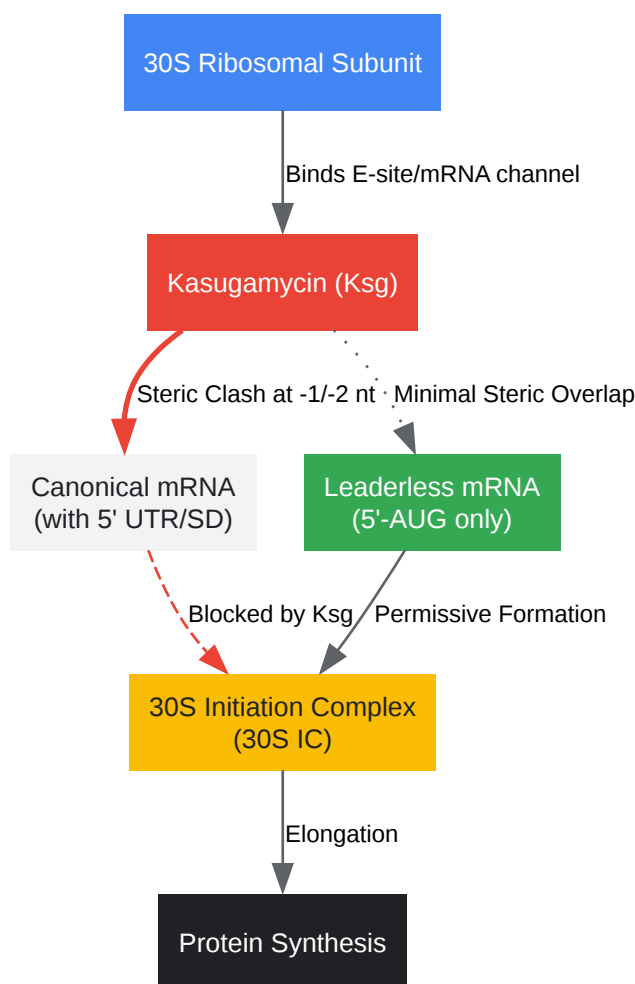 30S Ribosomal Subunit
Binds E-site/mRNA channel
Kasugamycin (Ksg)
Steric Clash at -1/-2 nt
Minimal Steric Overlap
Canonical mRNA
(with 5' UTR/SD)
Leaderless mRNA
(5'-AUG only)
Blocked by Ksg
Permissive Formation
30S Initiation Complex
(30S IC)
Elongation
Protein Synthesis